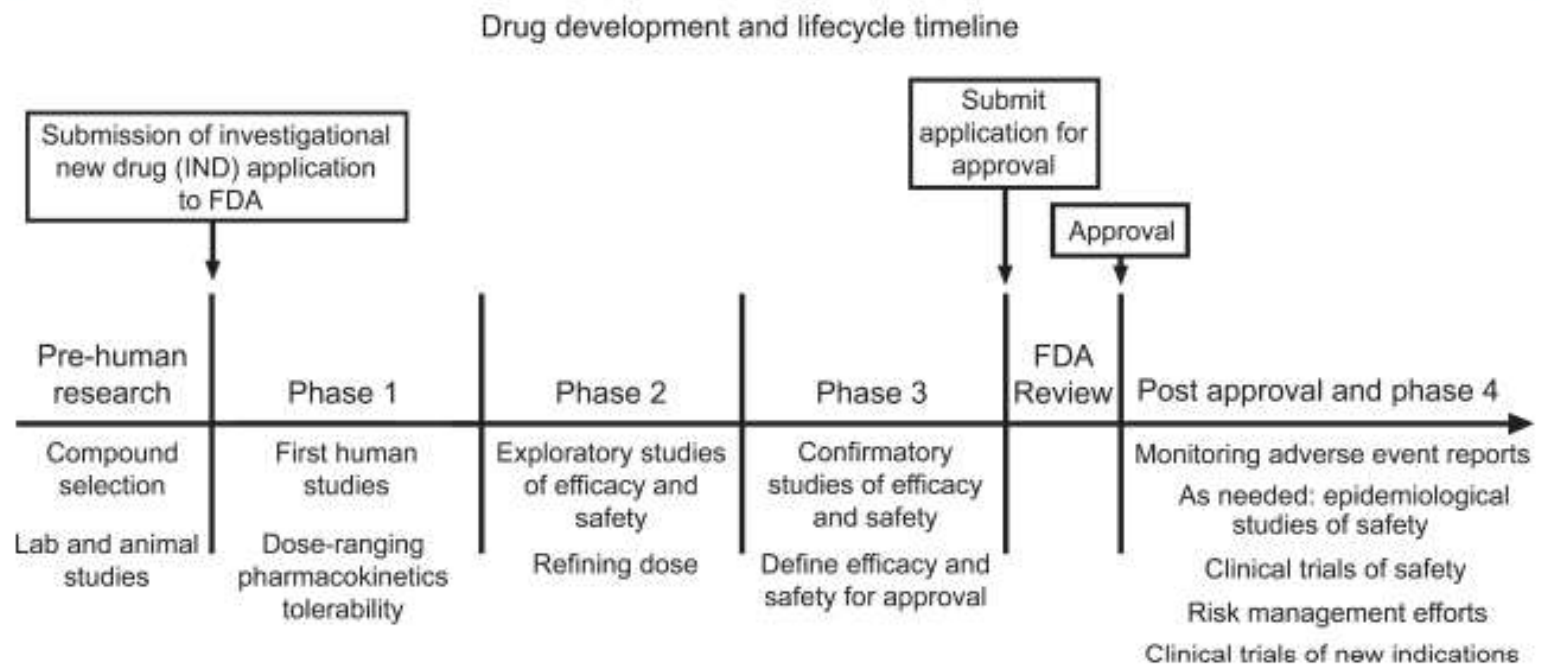 Drug development and lifecycle timeline
Submission of investigational
new drug (IND) application
to FDA
Submit
application for
approval
Approval
Pre-human
research
Phase 1
Phase 2
Phase 3
FDA
Review
Post approval and phase 4
Compound
selection
Lab and animal
studies
First human
studies
Dose-ranging
pharmacokinetics
tolerability
Exploratory studies
of efficacy and
safety
Refining dose
Confirmatory
studies of efficacy
and safety
Define efficacy and
safety for approval
Monitoring adverse event reports
As needed: epidemiological
studies of safety
Clinical trials of safety
Risk management efforts
Clinical trials of new indications